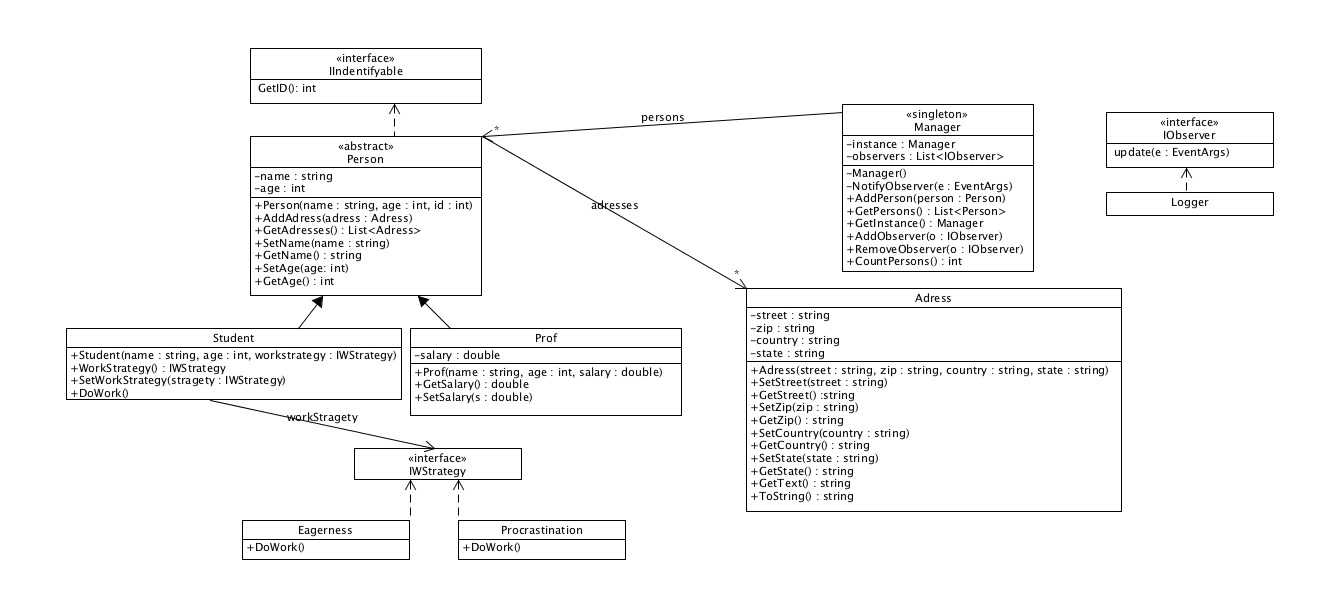 «interface»
IIndentifyable
GetID(): int
«abstract»
Person
-name : string
-age : int
+Person(name : string, age : int, id : int)
+AddAdress(adress : Adress)
+GetAdresses() : List<Adress>
+SetName(name : string)
+GetName() : string
+SetAge(age: int)
+GetAge() : int
persons
*
adresses
*
«singleton»
Manager
-instance : Manager
-observers : List<IObserver>
-Manager()
-NotifyObserver(e : EventArgs)
+AddPerson(person : Person)
+GetPersons() : List<Person>
+GetInstance() : Manager
+AddObserver(o : IObserver)
+RemoveObserver(o : IObserver)
+CountPersons() : int
«interface»
IObserver
update(e : EventArgs)
Logger
Student
+Student(name : string, age : int, workstrategy : IWStrategy)
+WorkStrategy() : IWStrategy
+SetWorkStrategy(stragety : IWStrategy)
+DoWork()
Prof
-salary : double
+Prof(name : string, age : int, salary : double)
+GetSalary() : double
+SetSalary(s : double)
workStragety
«interface»
IWStrategy
Eagerness
+DoWork()
Procrastination
+DoWork()
Adress
-street : string
-zip : string
-country : string
-state : string
+Adress(street : string, zip : string, country : string, state : string)
+SetStreet(street : string)
+GetStreet() :string
+SetZip(zip : string)
+GetZip() : string
+SetCountry(country : string)
+GetCountry() : string
+SetState(state : string)
+GetState() : string
+GetText() : string
+ToString() : string